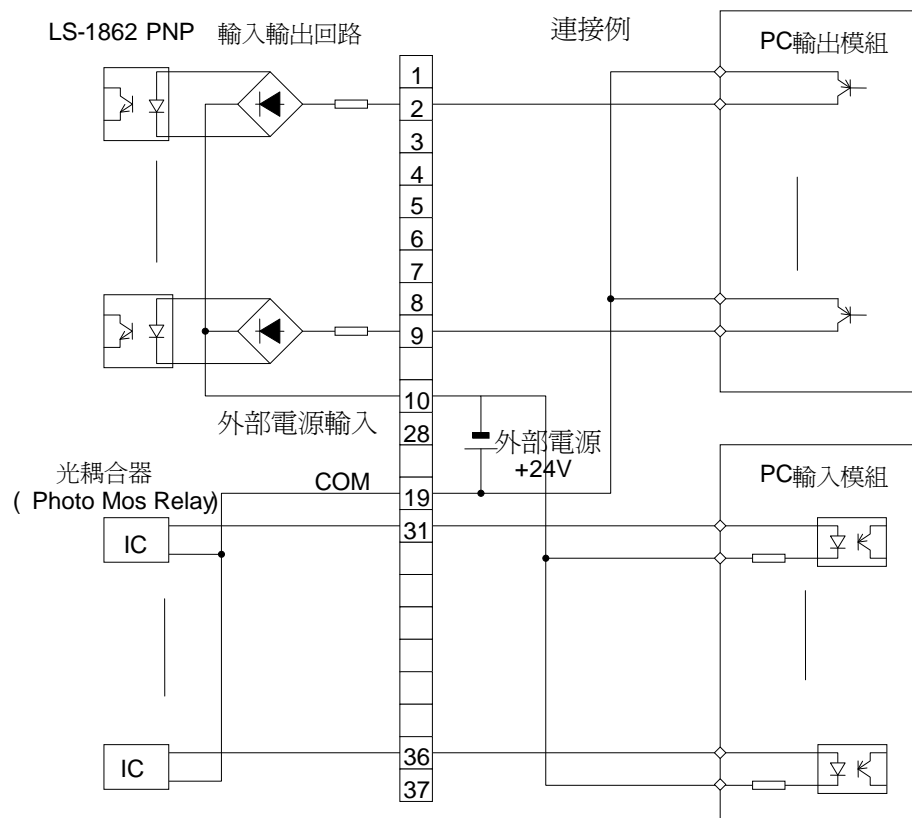 LS-1862 PNP 輸入輸出回路
連接例
PC輸出模組
1
2
3
4
5
6
7
8
9
10
28
19
31
36
37
外部電源輸入
外部電源
+24V
COM
光耦合器
( Photo Mos Relay)
IC
IC
PC輸入模組